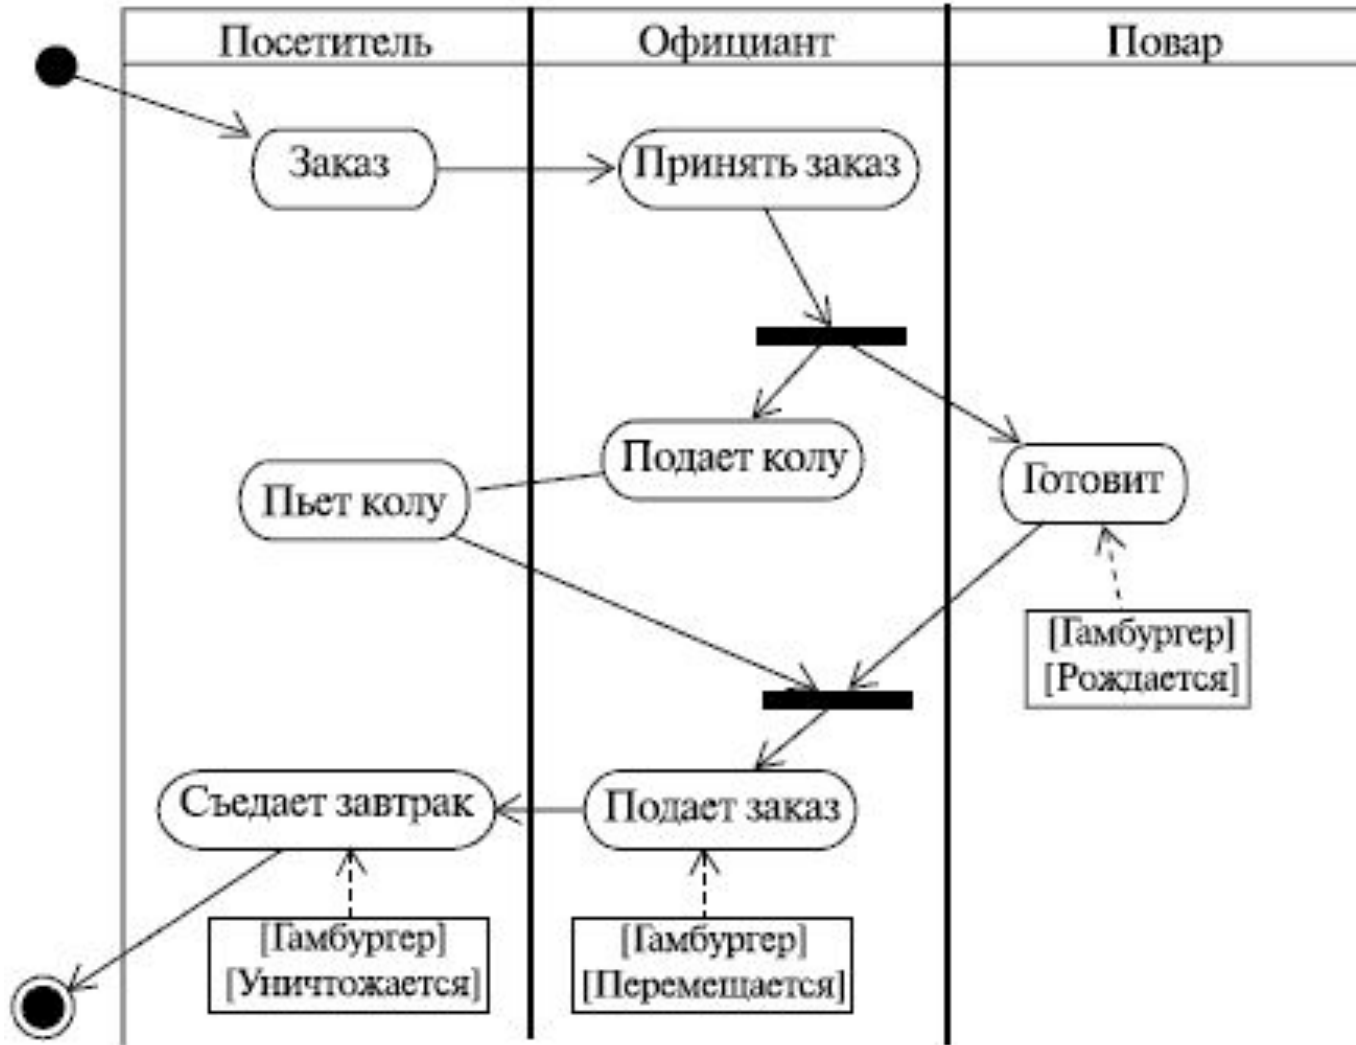 Посетитель
Официант
Повар
Заказ
Принять заказ
Подает колу
Пьет колу
Готовит
[Гамбургер]
[Рождается]
Съедает завтрак
Подает заказ
[Гамбургер]
[Уничтожается]
[Гамбургер]
[Перемещается]